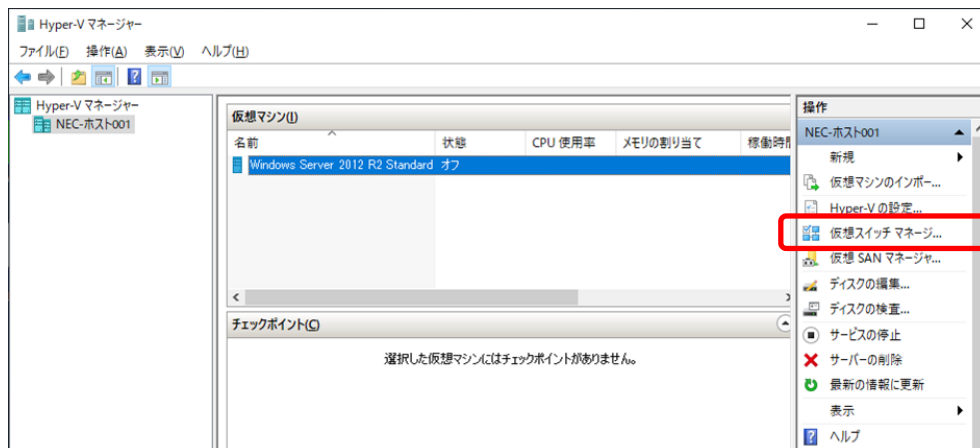 Hyper-V マネージャー
ファイル(F) 操作(A) 表示(V) ヘルプ(H)
Hyper-V マネージャー
NEC-ホスト001
仮想マシン(I)
名前 状態 CPU 使用率 メモリの割り当て 稼働時間
Windows Server 2012 R2 Standard オフ
チェックポイント(C)
選択した仮想マシンにはチェックポイントがありません。
操作
NEC-ホスト001
新規
仮想マシンのインポー...
Hyper-V の設定...
仮想スイッチ マネージ...
仮想 SAN マネージャ...
ディスクの編集...
ディスクの検査...
サービスの停止
サーバーの削除
最新の情報に更新
表示
ヘルプ